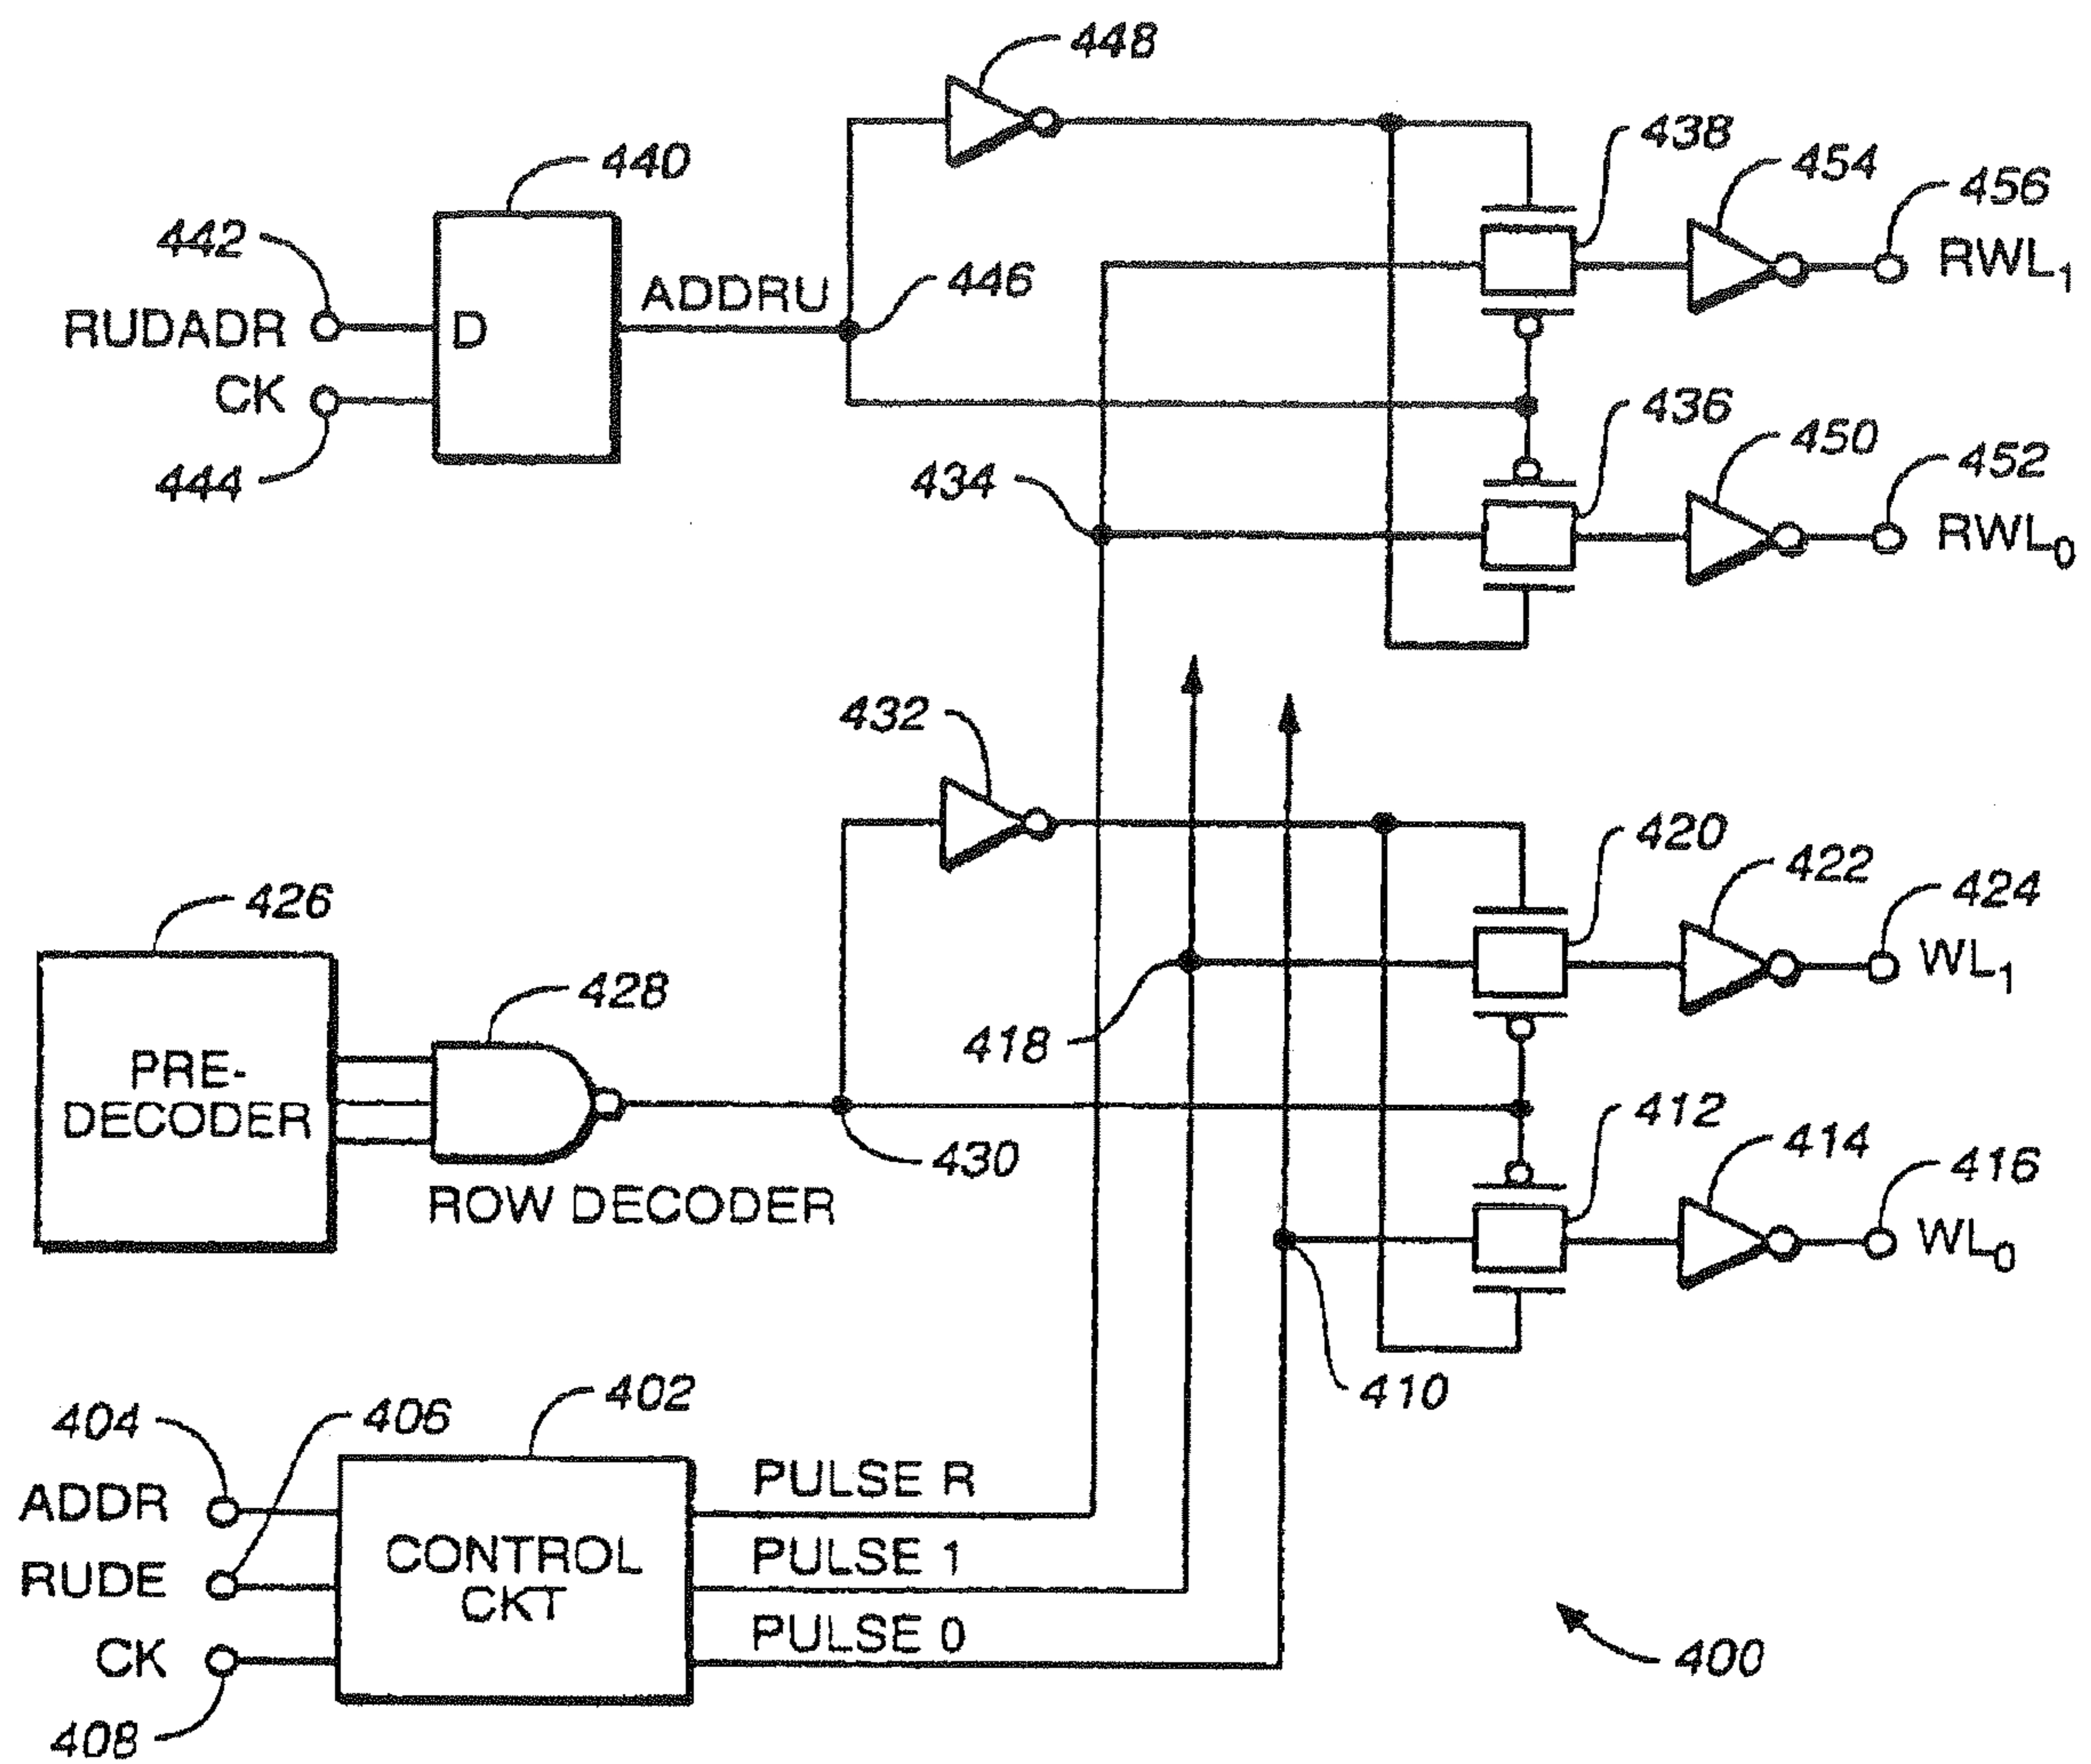 448
440
438
454
456
442
ADDRU
446
RWL1
RUDADR
D
CK
436
450
452
444
434
RWL0
432
420
422
424
426
WL1
428
418
PRE-
DECODER
412
414
416
430
ROW DECODER
WL0
402
410
404
406
PULSE R
ADDR
CONTROL
CKT
PULSE 1
RUDE
PULSE 0
CK
400
408